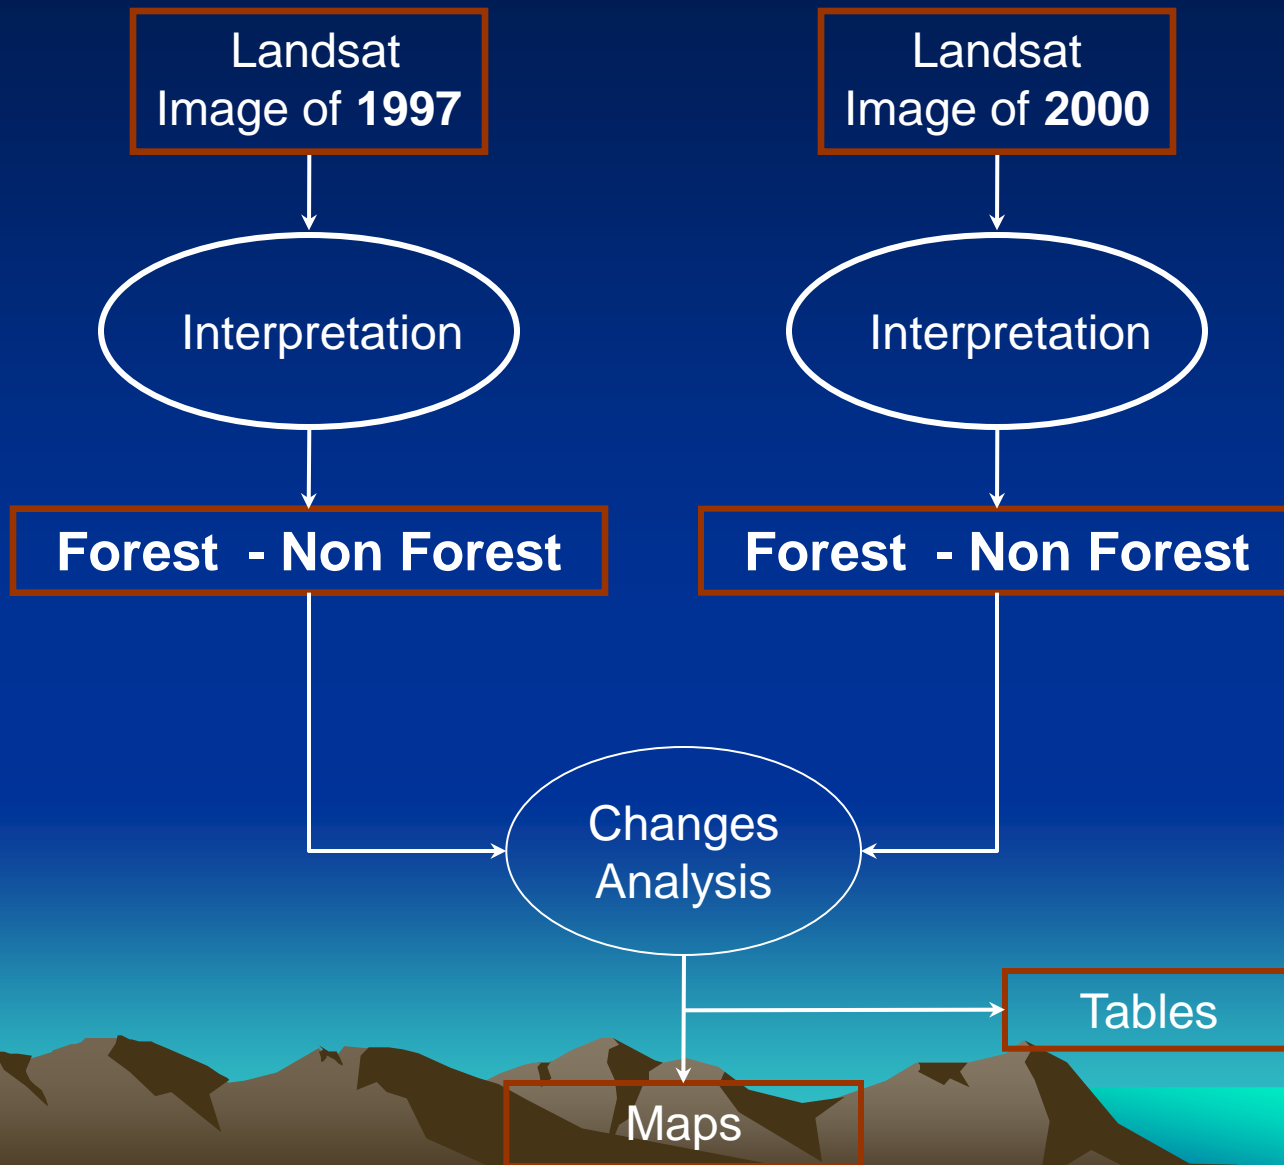 Landsat
Image of 1997
Landsat
Image of 2000
Interpretation
Interpretation
Forest  - Non Forest
Forest  - Non Forest
Changes
Analysis
Tables
Maps